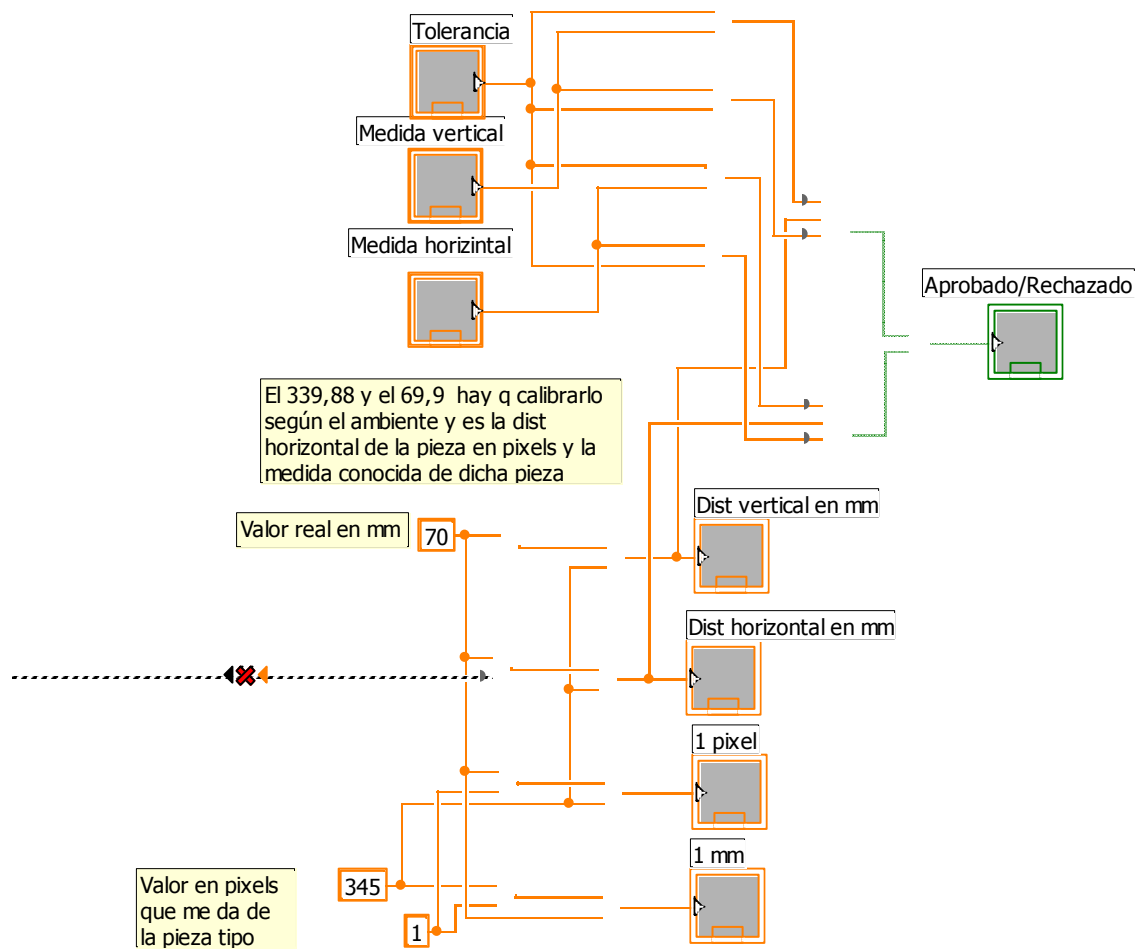 Tolerancia
Medida vertical
Medida horizintal
Aprobado/Rechazado
El 339,88 y el 69,9 hay q calibrarlo
según el ambiente y es la dist
horizontal de la pieza en pixels y la
medida conocida de dicha pieza
Dist vertical en mm
Valor real en mm
70
Dist horizontal en mm
1 pixel
1 mm
345
Valor en pixels
que me da de
la pieza tipo
1